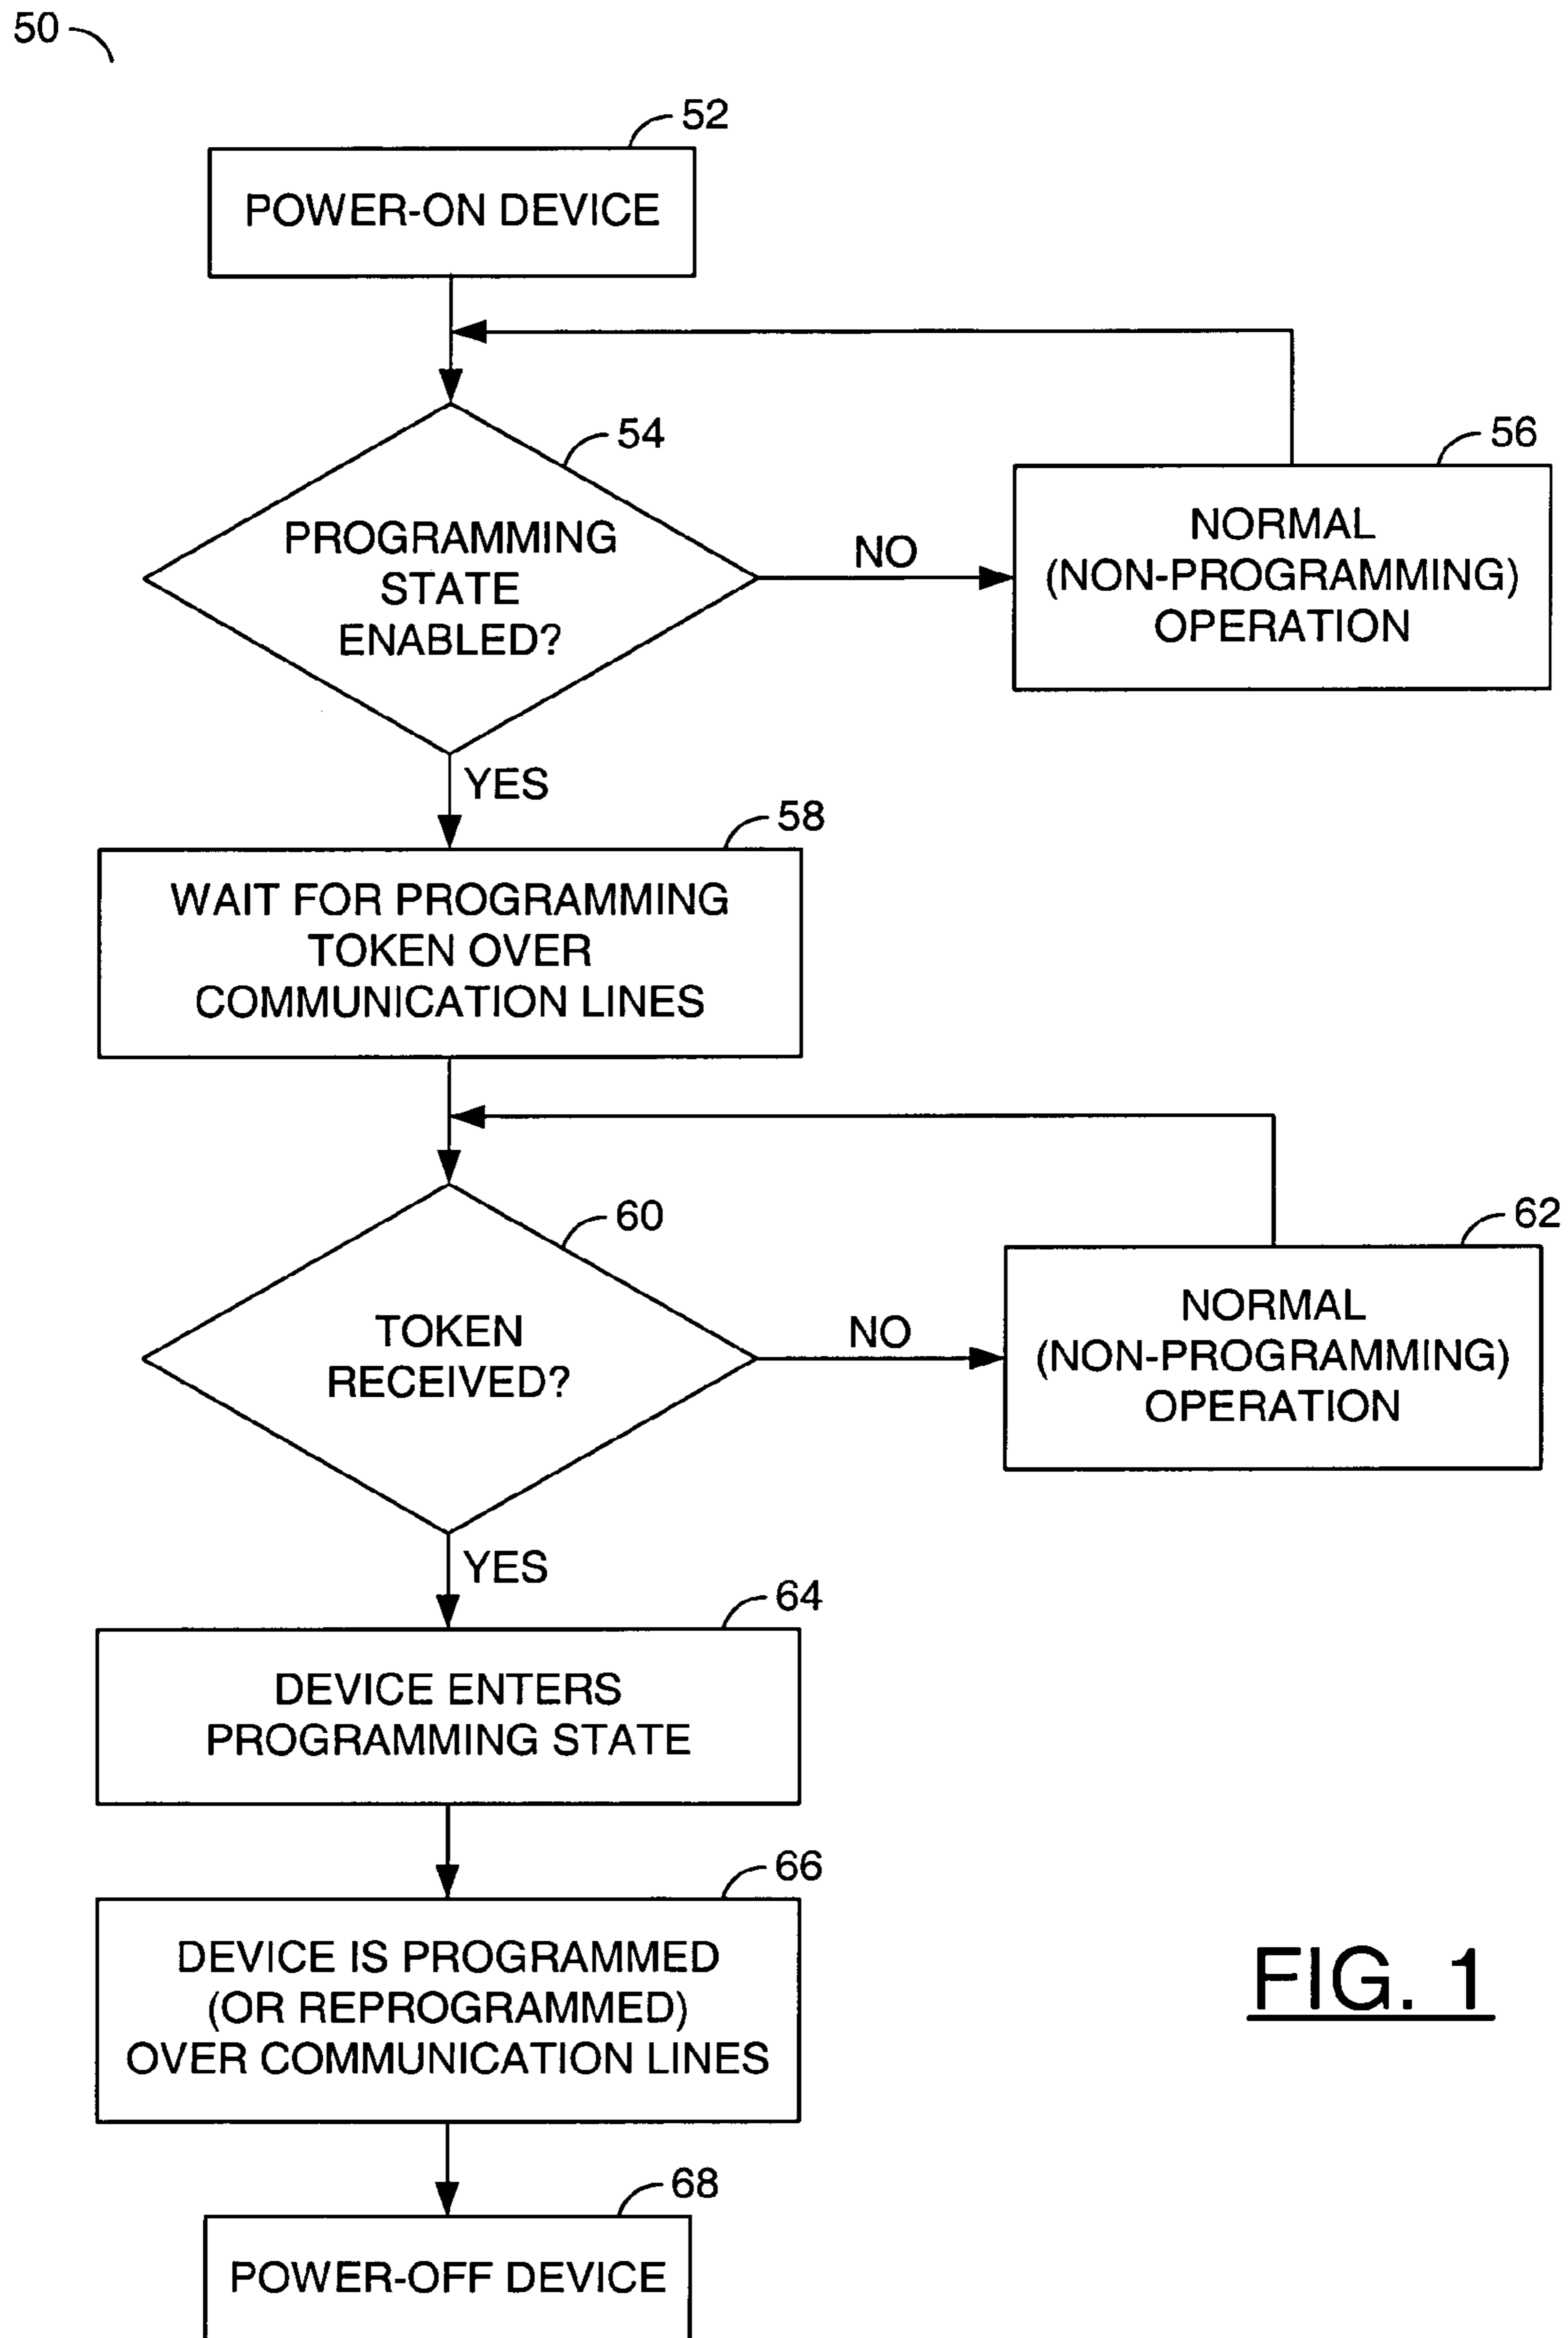 50
52
POWER-ON DEVICE
54
PROGRAMMING
STATE
ENABLED?
NO
56
NORMAL
(NON-PROGRAMMING)
OPERATION
YES
58
WAIT FOR PROGRAMMING
TOKEN OVER
COMMUNICATION LINES
60
TOKEN
RECEIVED?
NO
62
NORMAL
(NON-PROGRAMMING)
OPERATION
YES
64
DEVICE ENTERS
PROGRAMMING STATE
66
DEVICE IS PROGRAMMED
(OR REPROGRAMMED)
OVER COMMUNICATION LINES
68
POWER-OFF DEVICE
FIG. 1